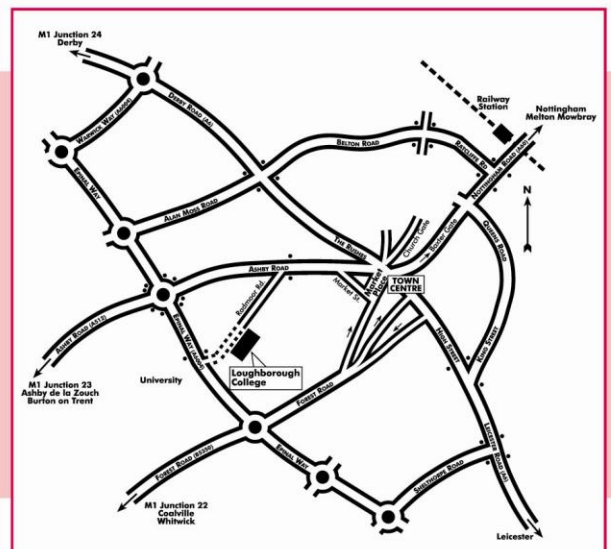 M1 Junction 24
Derby
WARWICK WAY (A6004)
DERBY ROAD (A6)
Railway
Station
Nottingham
Melton Mowbray
BELTON ROAD
RATCLIFFE RD
NOTTINGHAM ROAD (A60)
N
EPINAL WAY
ALAN MOSS ROAD
THE RUSHES
Church Gate
Baxter Gate
QUEENS ROAD
ASHBY ROAD
Market St.
Market
Place
TOWN
CENTRE
Radmoor Rd.
ASHBY ROAD (A512)
EPINAL WAY (A6004)
HIGH STREET
KING STREET
M1 Junction 23
Ashby de la Zouch
Burton on Trent
University
Loughborough
College
FOREST ROAD
LEICESTER ROAD (A6)
FOREST ROAD (B5350)
EPINAL WAY
SHELTHORPE ROAD
M1 Junction 22
Coalville
Whitwick
Leicester